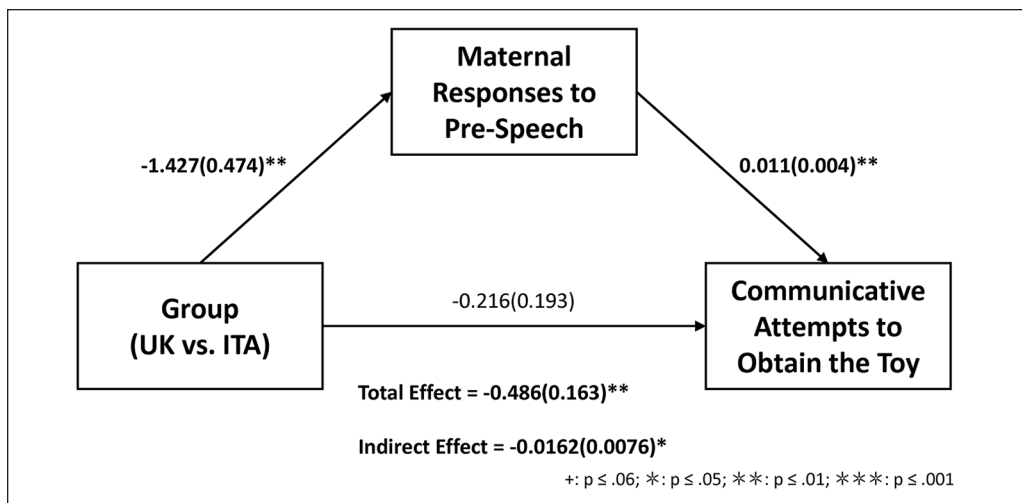 Maternal
Responses to
Pre-Speech
-1.427(0.474)**
0.011(0.004)**
Group
(UK vs. ITA)
-0.216(0.193)
Communicative
Attempts to
Obtain the Toy
Total Effect = -0.486(0.163)**
Indirect Effect = -0.0162(0.0076)*
+: p ≤ .06; *: p ≤ .05; **: p ≤ .01; ***: p ≤ .001